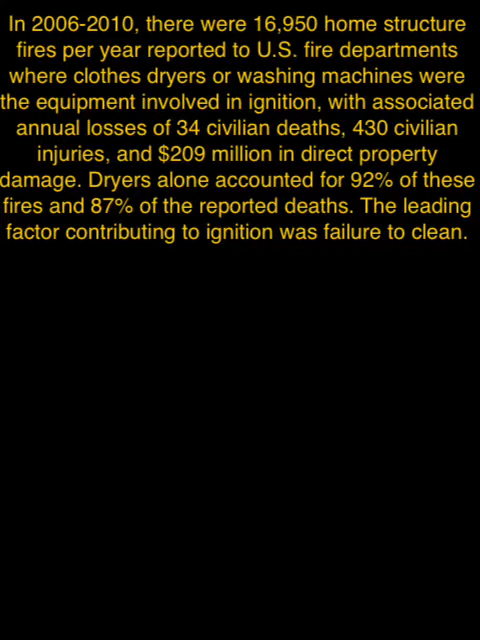 In 2006-2010, there were 16,950 home structure
fires per year reported to U.S. fire departments
where clothes dryers or washing machines were
the equipment involved in ignition, with associated
annual losses of 34 civilian deaths, 430 civilian
injuries, and $209 million in direct property
damage. Dryers alone accounted for 92% of these
fires and 87% of the reported deaths. The leading
factor contributing to ignition was failure to clean.